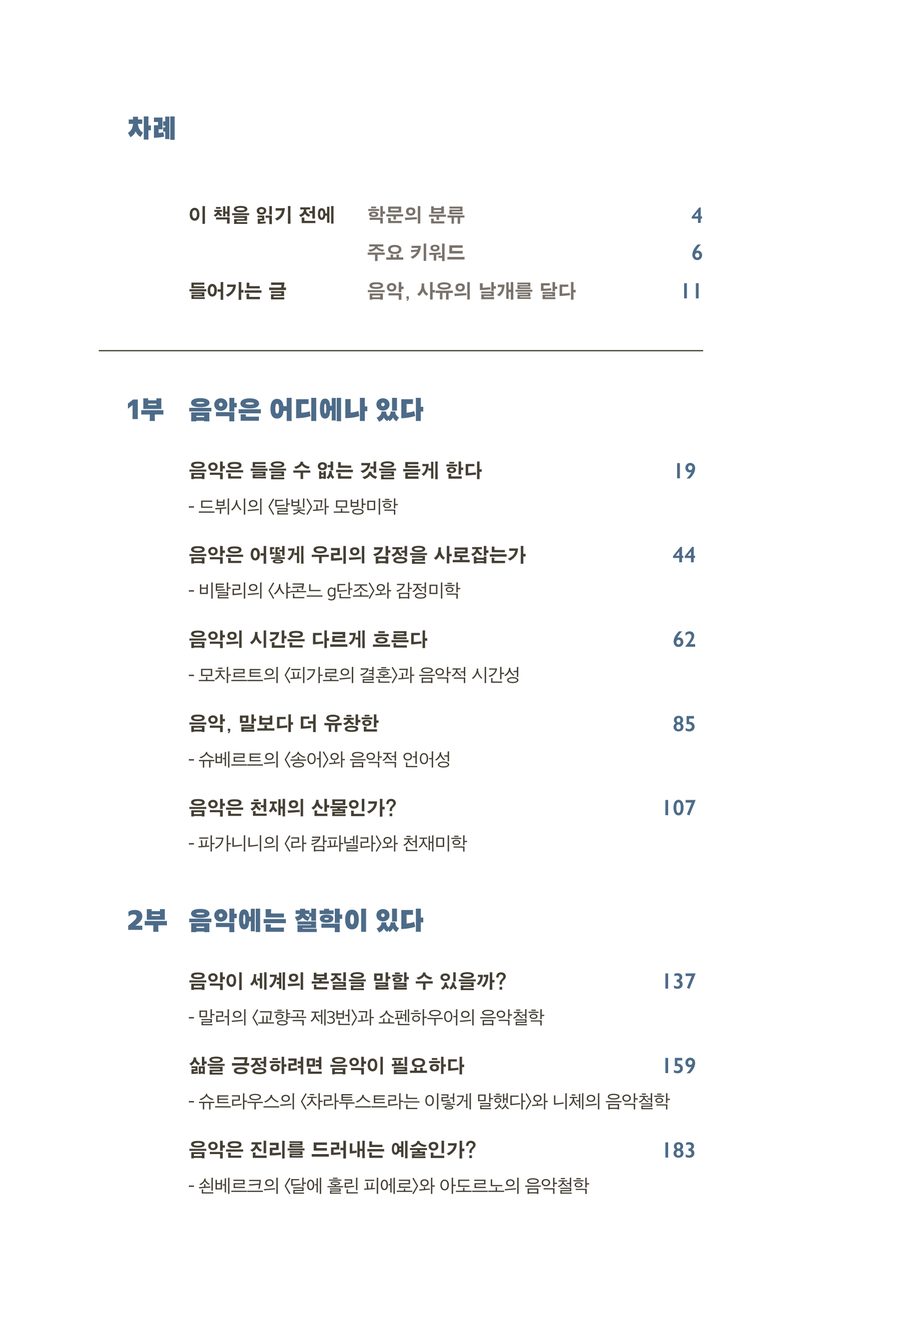 차례
이 책을 읽기 전에 학문의 분류 4
주요 키워드 6
들어가는 글 음악, 사유의 날개를 달다 11
1부 음악은 어디에나 있다
음악은 들을 수 없는 것을 듣게 한다 19
- 드뷔시의 〈달빛〉과 모방미학
음악은 어떻게 우리의 감정을 사로잡는가 44
- 비탈리의 〈샤콘느 g단조〉와 감정미학
음악의 시간은 다르게 흐른다 62
- 모차르트의 〈피가로의 결혼〉과 음악적 시간성
음악, 말보다 더 유창한 85
- 슈베르트의 〈송어〉와 음악적 언어성
음악은 천재의 산물인가? 107
- 파가니니의 〈라 캄파넬라〉와 천재미학
2부 음악에는 철학이 있다
음악이 세계의 본질을 말할 수 있을까? 137
- 말러의 〈교향곡 제3번〉과 쇼펜하우어의 음악철학
삶을 긍정하려면 음악이 필요하다 159
- 슈트라우스의 〈차라투스트라는 이렇게 말했다〉와 니체의 음악철학
음악은 진리를 드러내는 예술인가? 183
- 쇤베르크의 〈달에 홀린 피에로〉와 아도르노의 음악철학